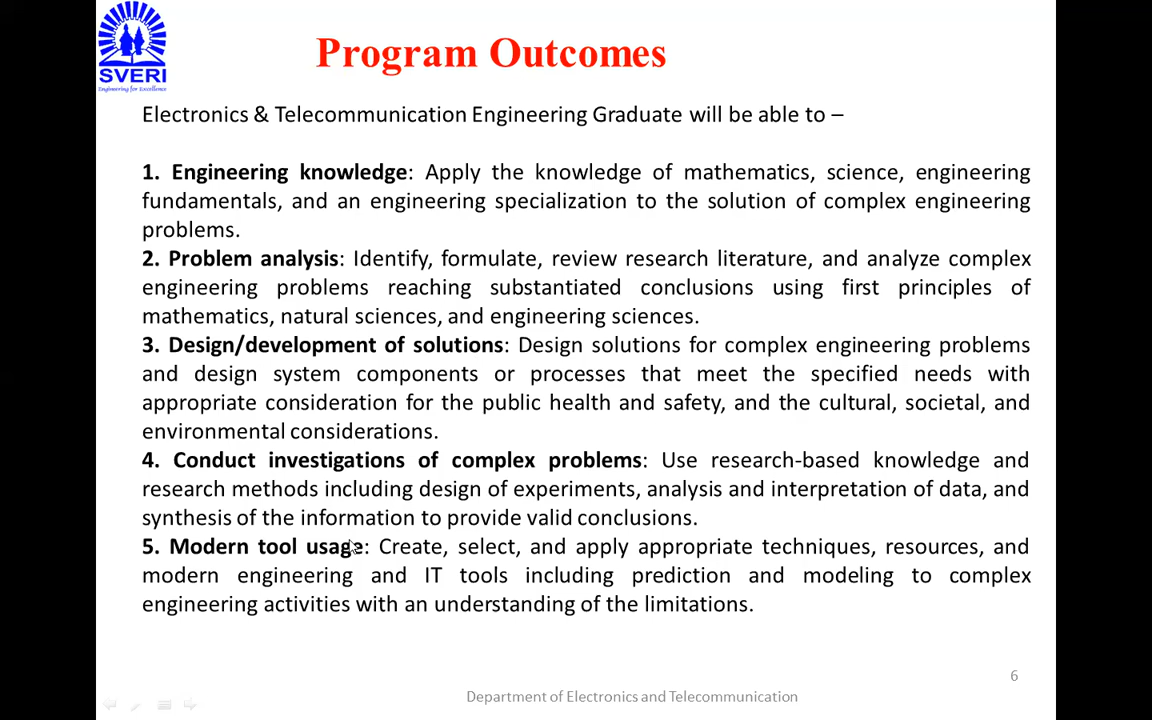 SVERI
Engineering for Excellence
Program Outcomes
Electronics & Telecommunication Engineering Graduate will be able to –
1. Engineering knowledge: Apply the knowledge of mathematics, science, engineering
fundamentals, and an engineering specialization to the solution of complex engineering
problems.
2. Problem analysis: Identify, formulate, review research literature, and analyze complex
engineering problems reaching substantiated conclusions using first principles of
mathematics, natural sciences, and engineering sciences.
3. Design/development of solutions: Design solutions for complex engineering problems
and design system components or processes that meet the specified needs with
appropriate consideration for the public health and safety, and the cultural, societal, and
environmental considerations.
4. Conduct investigations of complex problems: Use research-based knowledge and
research methods including design of experiments, analysis and interpretation of data, and
synthesis of the information to provide valid conclusions.
5. Modern tool usage: Create, select, and apply appropriate techniques, resources, and
modern engineering and IT tools including prediction and modeling to complex
engineering activities with an understanding of the limitations.
6
Department of Electronics and Telecommunication